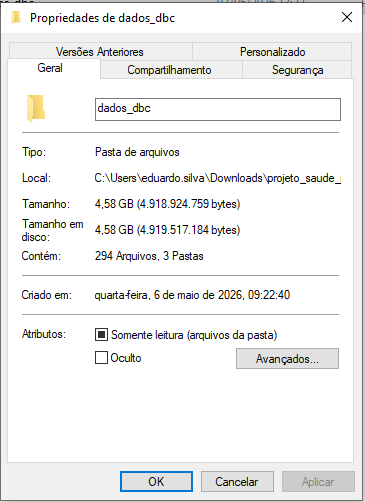 Propriedades de dados_dbc
Versões Anteriores Personalizado
Geral Compartilhamento Segurança
dados_dbc
Tipo: Pasta de arquivos
Local: C:\Users\eduardo.silva\Downloads\projeto_saude_
Tamanho: 4,58 GB (4.918.924.759 bytes)
Tamanho em disco: 4,58 GB (4.919.517.184 bytes)
Contém: 294 Arquivos, 3 Pastas
Criado em: quarta-feira, 6 de maio de 2026, 09:22:40
Atributos: Somente leitura (arquivos da pasta)
Oculto
Avançados...
OK Cancelar Aplicar